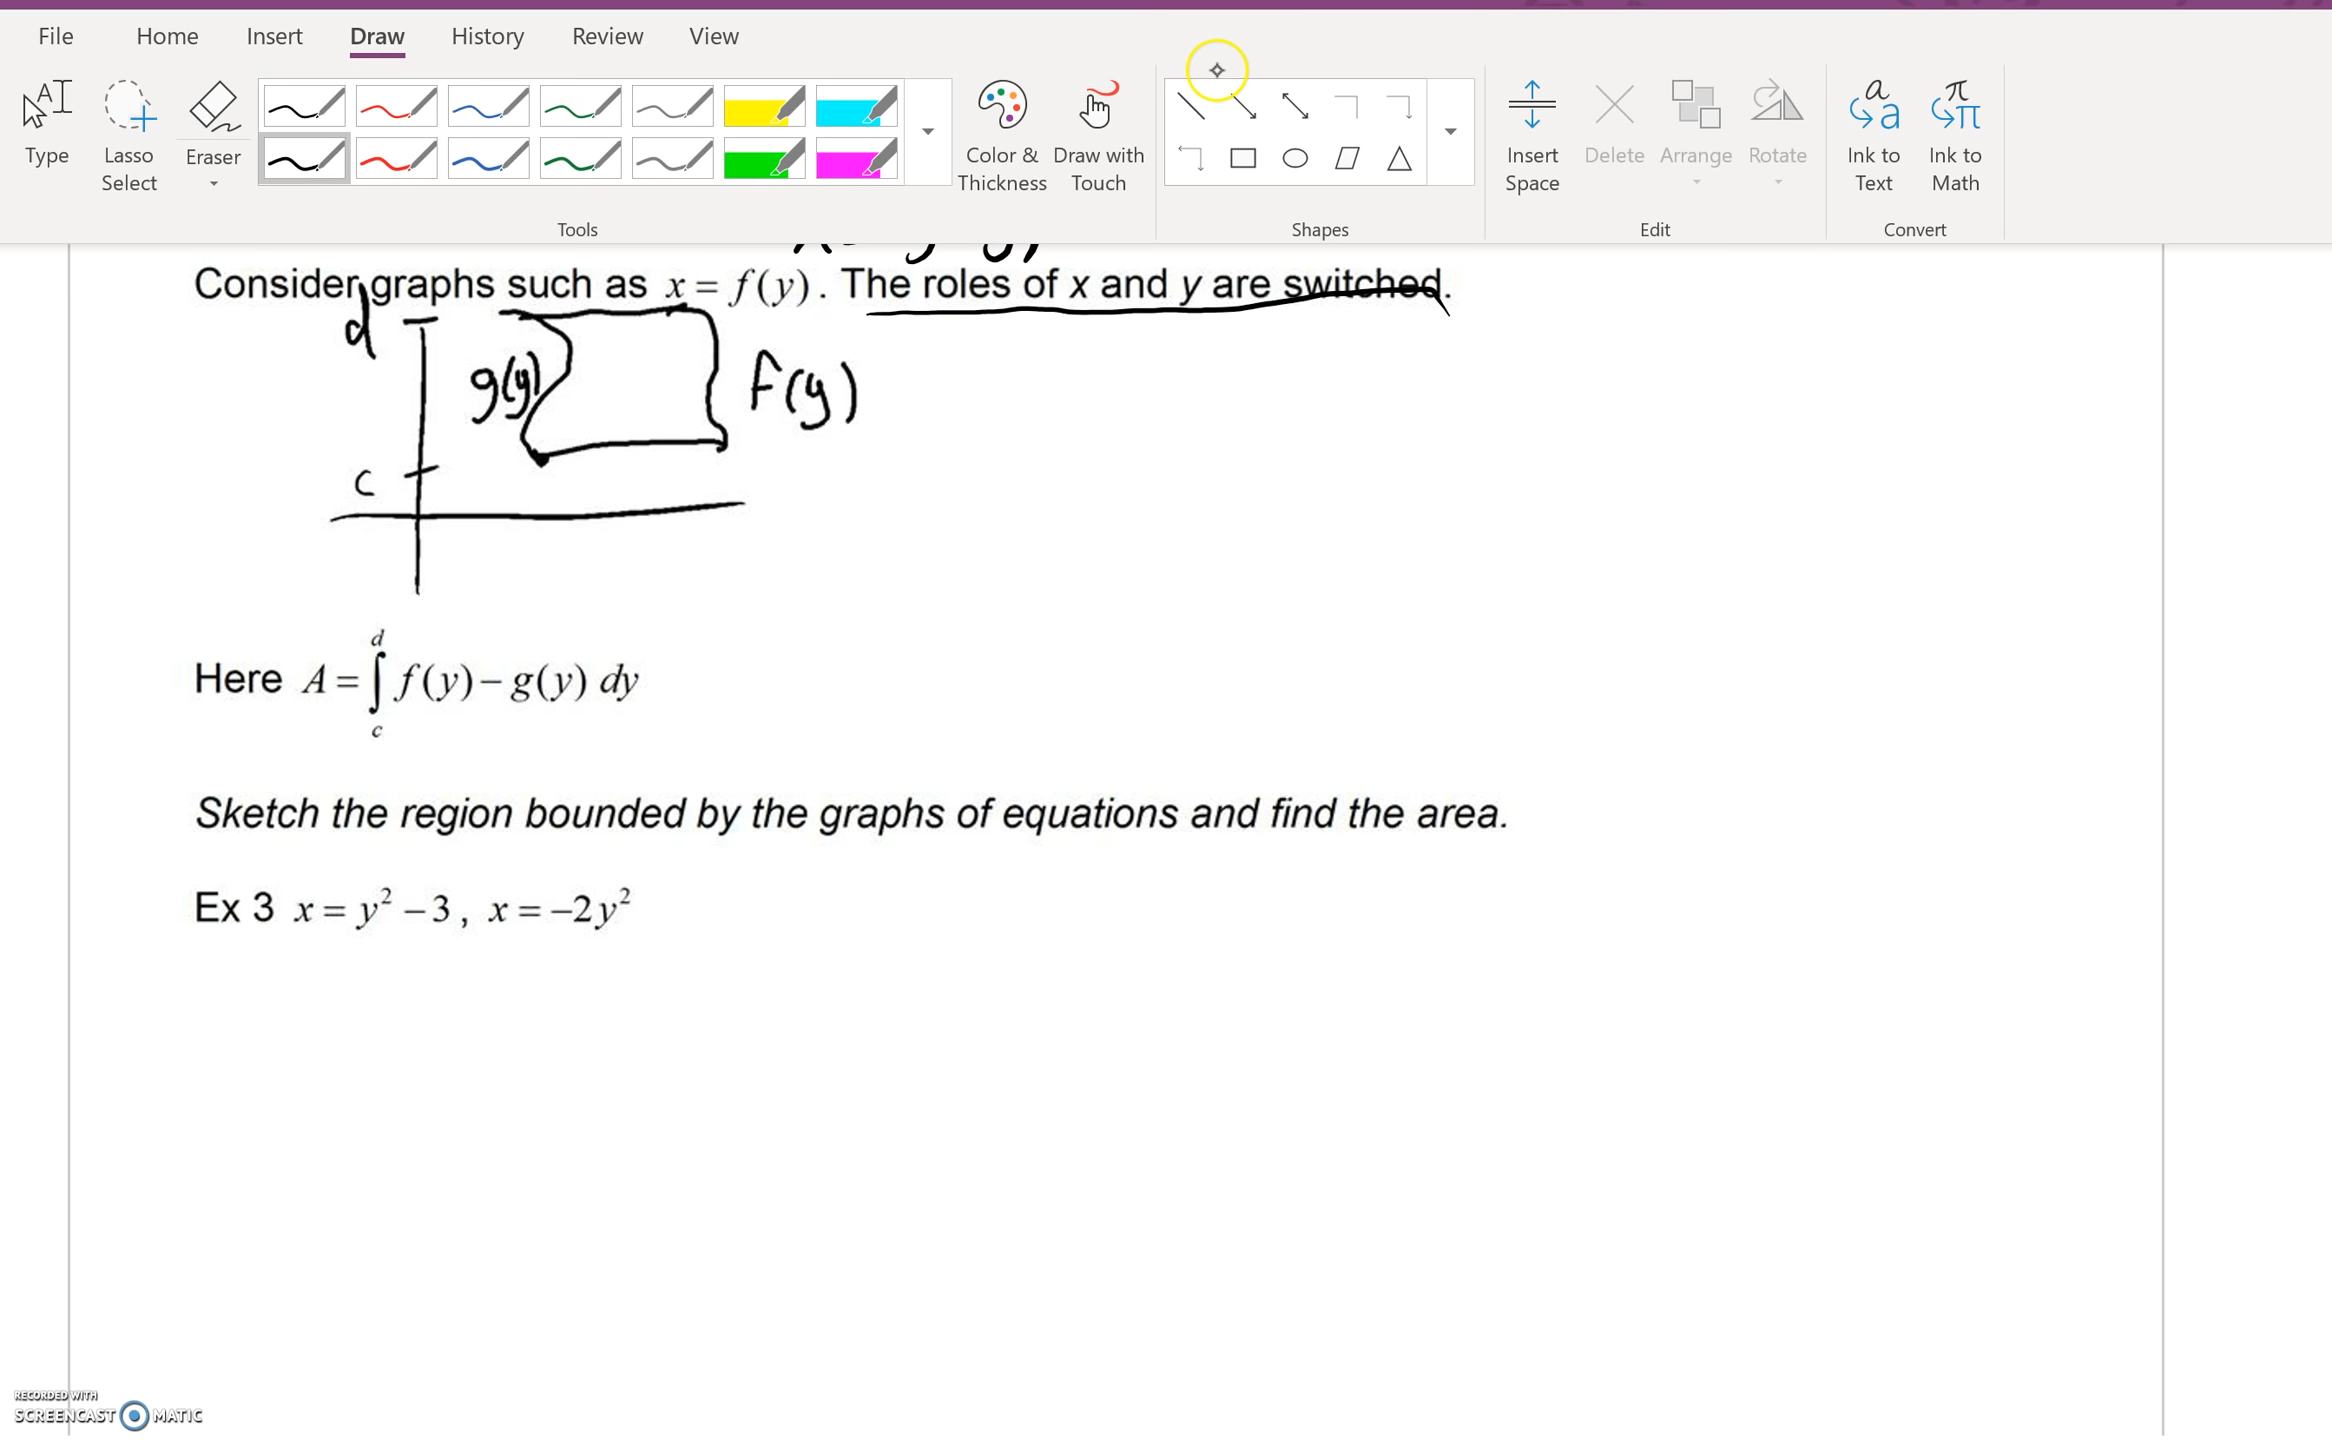 File Home Insert Draw History Review View
Type Lasso Select Eraser Color & Thickness Draw with Touch Insert Space Delete Arrange Rotate Ink to Text Ink to Math
Tools Shapes Edit Convert
Consider graphs such as x = f(y). The roles of x and y are switched.
d
g(y) f(y)
c
Here A = ∫_c^d f(y) − g(y) dy
Sketch the region bounded by the graphs of equations and find the area.
Ex 3 x = y² − 3, x = −2y²
RECORDED WITH
SCREENCAST MATIC